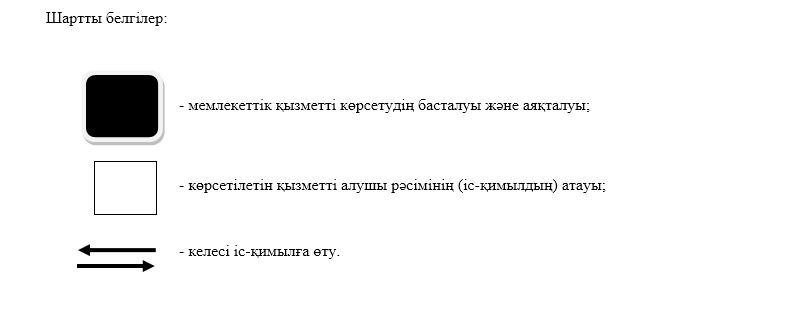 Шартты белгілер:
- мемлекеттік қызметті көрсетудің басталуы және аяқталуы;
- көрсетілетін қызметті алушы рәсімінің (іс-қимылдың) атауы;
- келесі іс-қимылға өту.